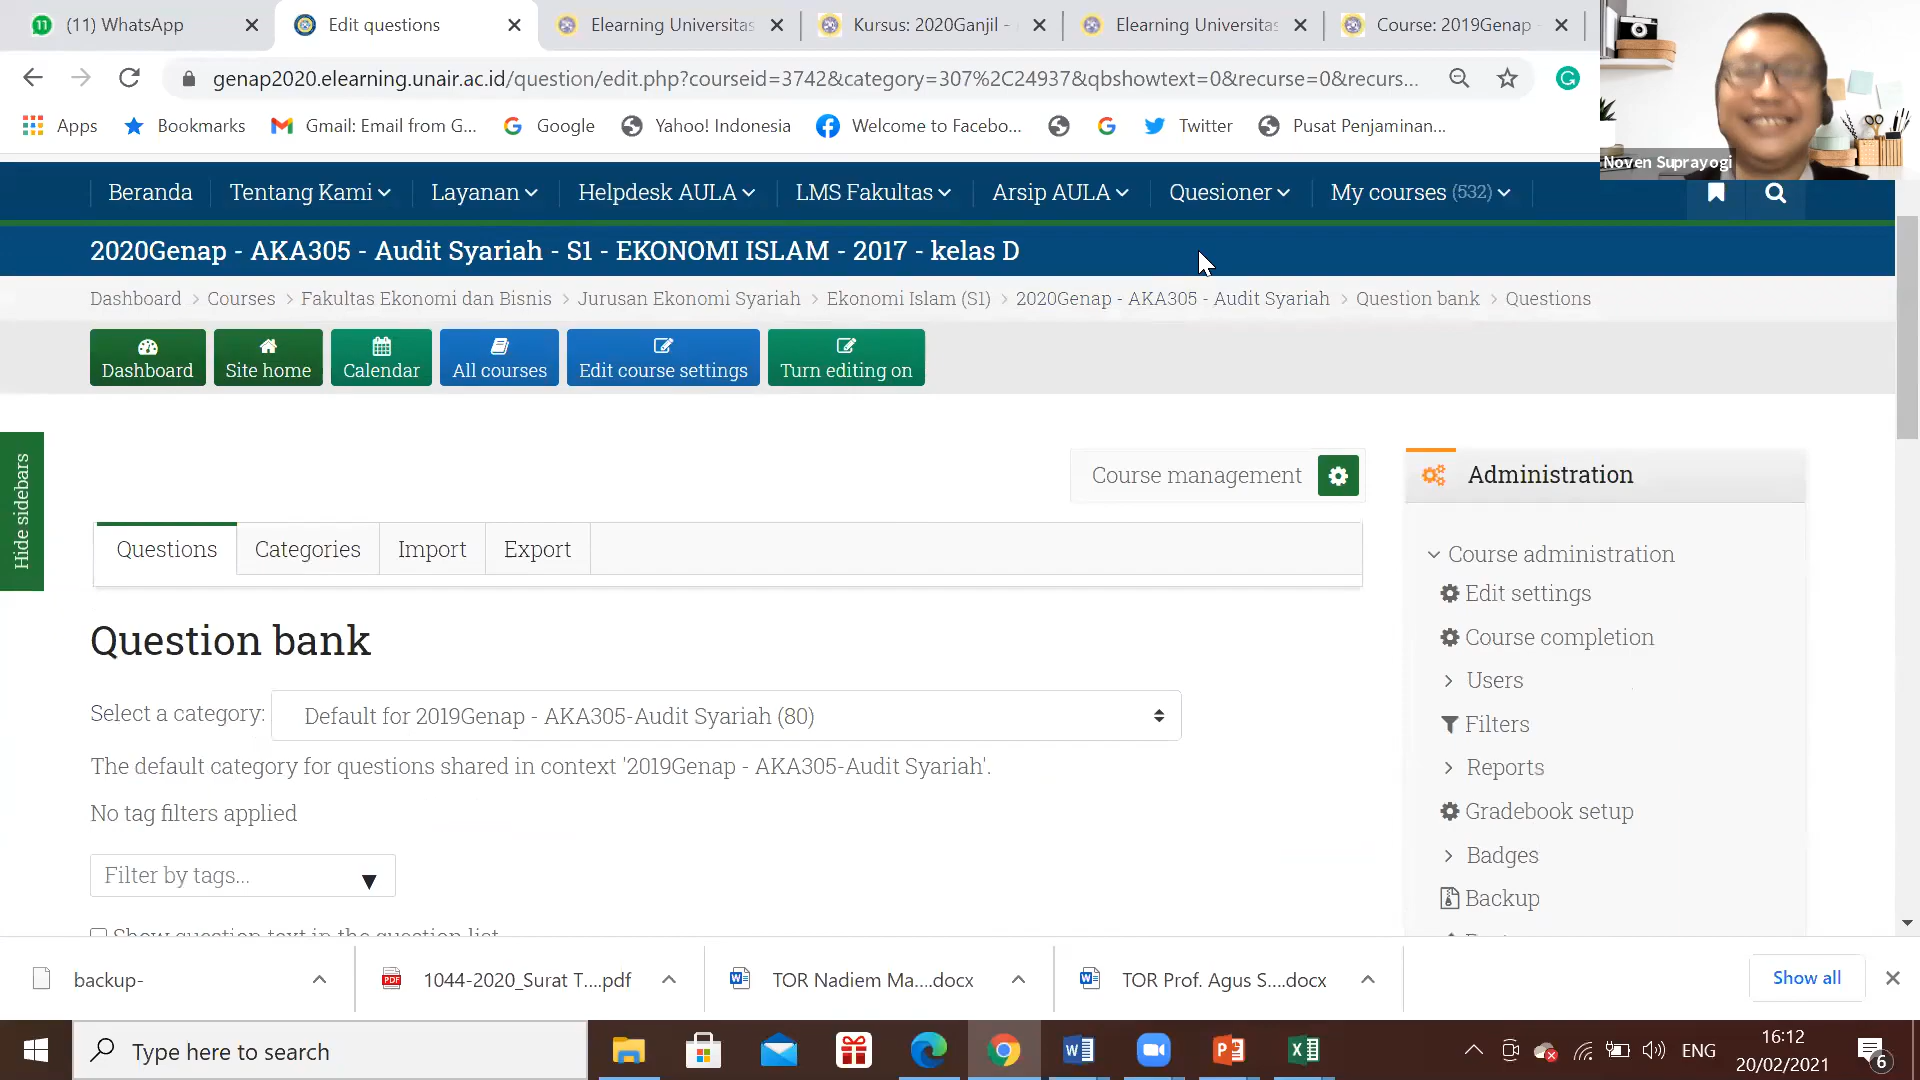 (11) WhatsApp
Edit questions
Elearning Universitas
Kursus: 2020Ganjil -
Elearning Universitas
Course: 2019Genap -
genap2020.elearning.unair.ac.id/question/edit.php?courseid=3742&category=307%2C24937&qbshowtext=0&recurse=0&recurs...
Apps
Bookmarks
Gmail: Email from G...
Google
Yahoo! Indonesia
Welcome to Facebo...
Twitter
Pusat Penjaminan...
Noven Suprayogi
Beranda
Tentang Kami
Layanan
Helpdesk AULA
LMS Fakultas
Arsip AULA
Quesioner
My courses (532)
2020Genap - AKA305 - Audit Syariah - S1 - EKONOMI ISLAM - 2017 - kelas D
Dashboard > Courses > Fakultas Ekonomi dan Bisnis > Jurusan Ekonomi Syariah > Ekonomi Islam (S1) > 2020Genap - AKA305 - Audit Syariah > Question bank > Questions
Dashboard
Site home
Calendar
All courses
Edit course settings
Turn editing on
Hide sidebars
Course management
Administration
Questions
Categories
Import
Export
Course administration
Edit settings
Course completion
Users
Filters
Reports
Gradebook setup
Badges
Backup
Question bank
Select a category:
Default for 2019Genap - AKA305-Audit Syariah (80)
The default category for questions shared in context '2019Genap - AKA305-Audit Syariah'.
No tag filters applied
Filter by tags...
Show question text in the question list
backup-
1044-2020_Surat T....pdf
TOR Nadiem Ma....docx
TOR Prof. Agus S....docx
Show all
Type here to search
ENG
16:12
20/02/2021
6